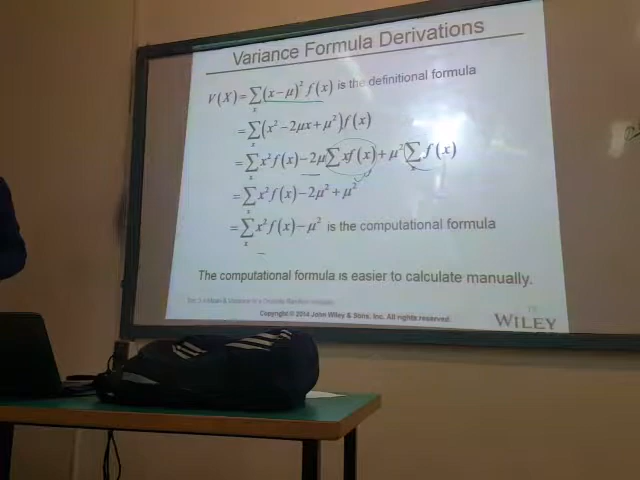 Variance Formula Derivations
V(X) = ∑ₓ (x − μ)² f(x) is the definitional formula
= ∑ₓ (x² − 2μx + μ²) f(x)
= ∑ₓ x² f(x) − 2μ ∑ₓ x f(x) + μ² ∑ₓ f(x)
= ∑ₓ x² f(x) − 2μ² + μ²
= ∑ₓ x² f(x) − μ² is the computational formula
The computational formula is easier to calculate manually.
Copyright © 2014 John Wiley & Sons, Inc. All rights reserved.
WILEY